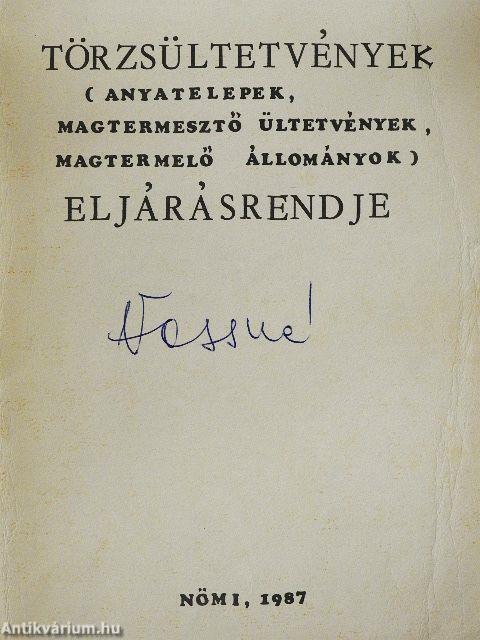 TÖRZSÜLTETVÉNYEK
(ANYATELEPEK,
MAGTERMESZTŐ ÜLTETVÉNYEK,
MAGTERMELŐ ÁLLOMÁNYOK)
ELJÁRÁSRENDJE
NÖMI, 1987
Antikvárium.hu